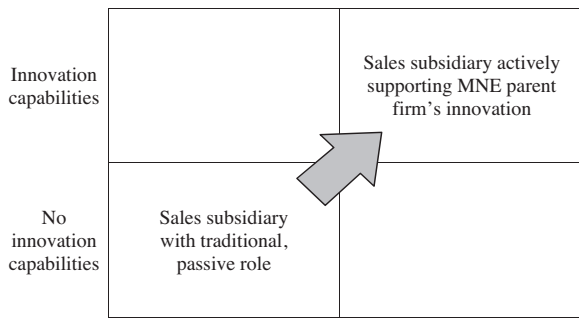 Innovation
capabilities
Sales subsidiary actively
supporting MNE parent
firm's innovation
No
innovation
capabilities
Sales subsidiary
with traditional,
passive role